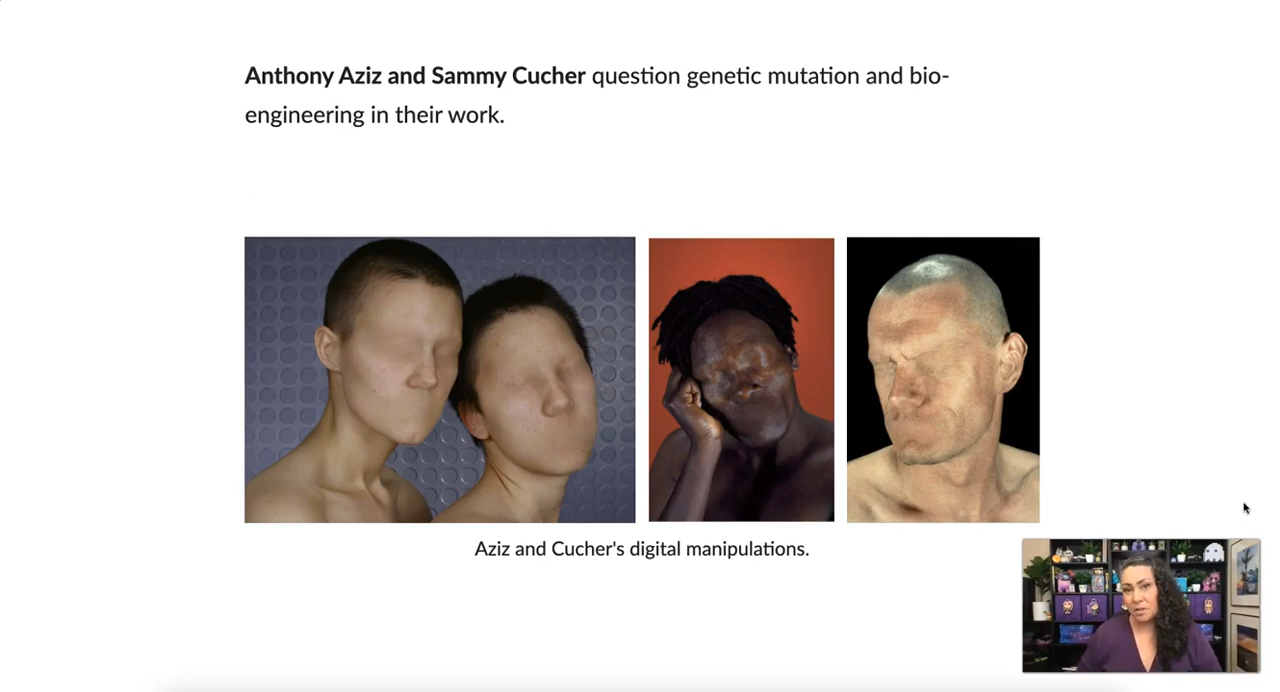 Anthony Aziz and Sammy Cucher question genetic mutation and bio-
engineering in their work.
Aziz and Cucher's digital manipulations.